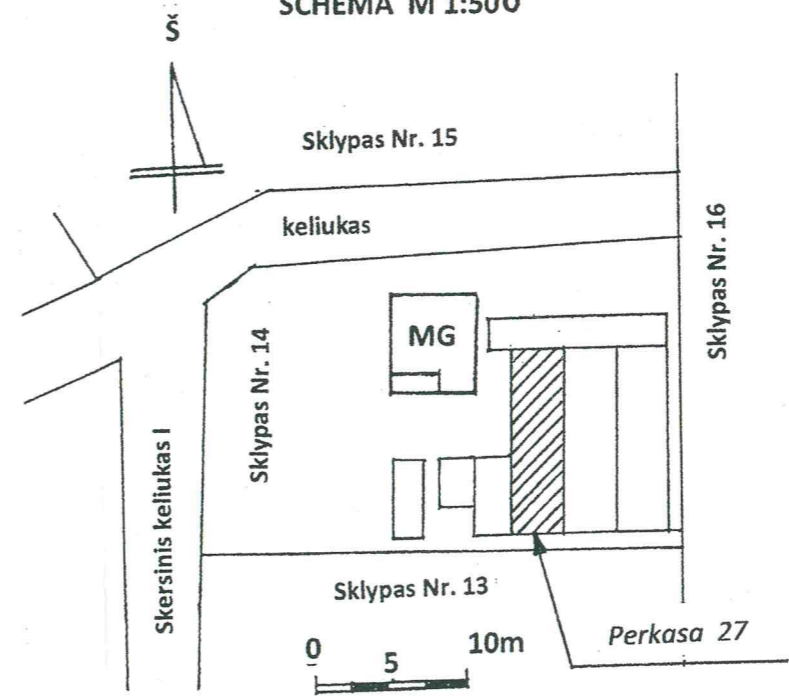 SCHEMA M 1:500
Š
Sklypas Nr. 15
keliukas
Sklypas Nr. 16
MG
Sklypas Nr. 14
Skersinis keliukas I
Sklypas Nr. 13
Perkasa 27
0 5 10m